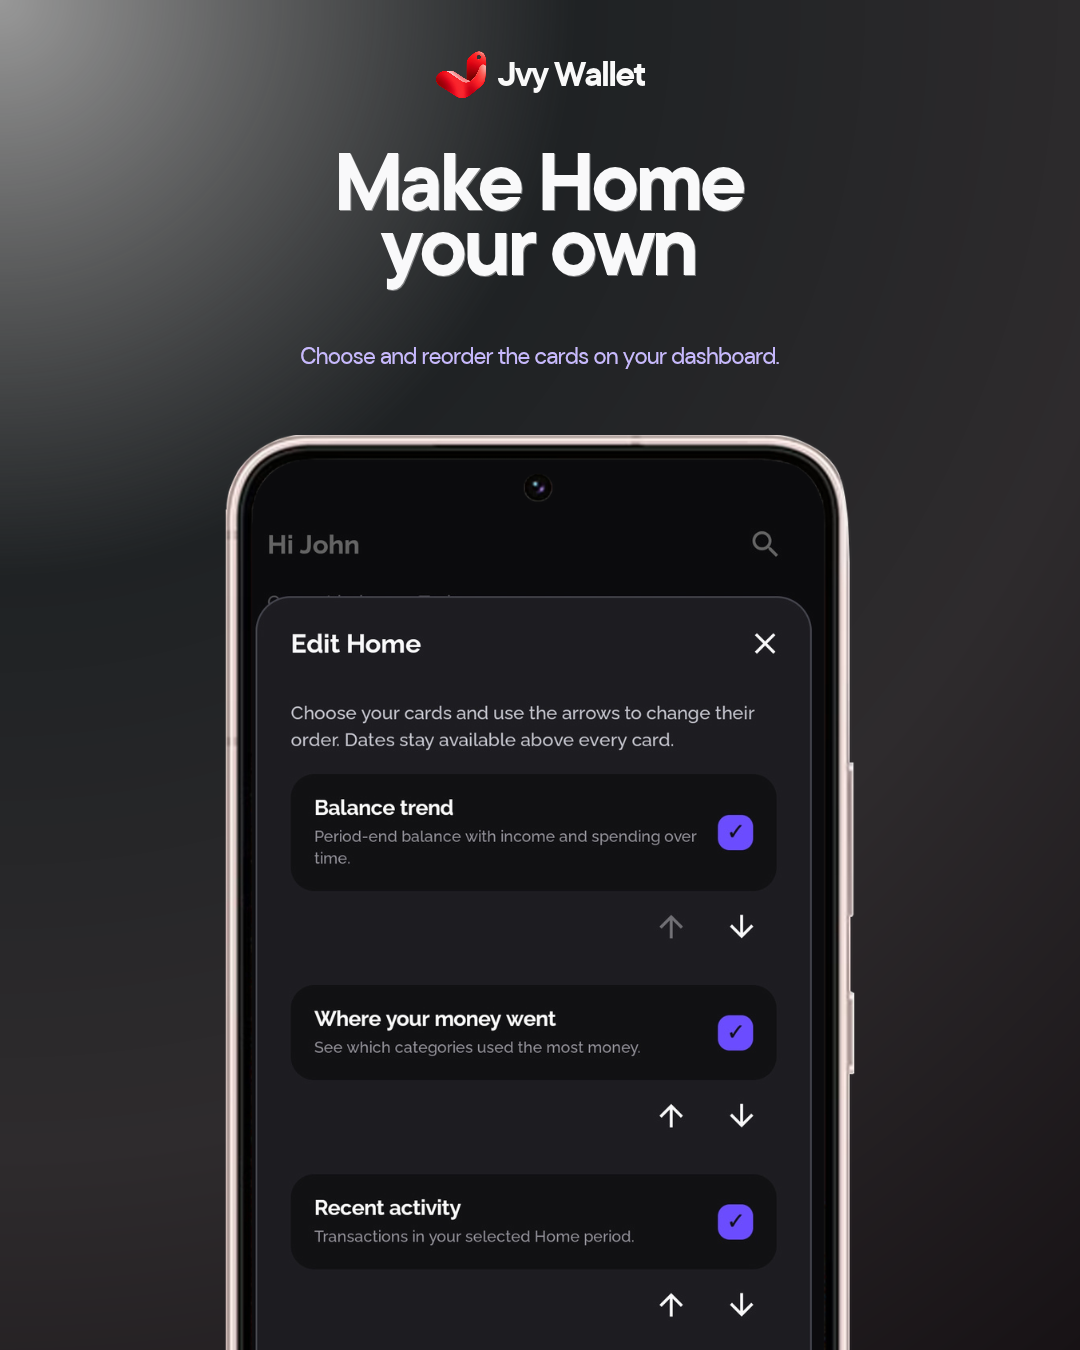 Jvy Wallet
Make Home
your own
Choose and reorder the cards on your dashboard.
Hi John
Edit Home
Choose your cards and use the arrows to change their
order. Dates stay available above every card.
Balance trend
Period-end balance with income and spending over
time.
Where your money went
See which categories used the most money.
Recent activity
Transactions in your selected Home period.